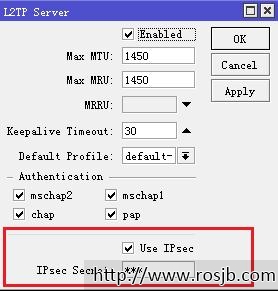 L2TP Server
Enabled
OK
Max MTU: 1450
Cancel
Max MRU: 1450
Apply
MRRU:
Keepalive Timeout: 30
Default Profile: default-
Authentication
mschap2 mschap1
chap pap
Use IPsec
IPsec Secret: ***
http://www.rosjb.com